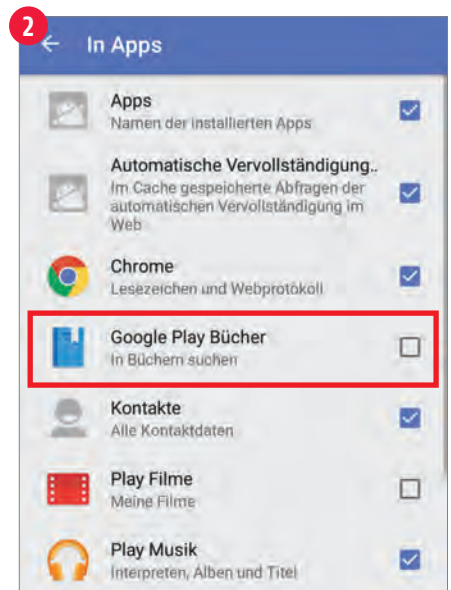 2
In Apps
Apps
Namen der installierten Apps
Automatische Vervollständigung..
Im Cache gespeicherte Abfragen der
automatischen Vervollständigung im
Web
Chrome
Lesezeichen und Webprotokoll
Google Play Bücher
In Büchern suchen
Kontakte
Alle Kontaktdaten
Play Filme
Meine Filme
Play Musik
Interpreten, Alben und Titel